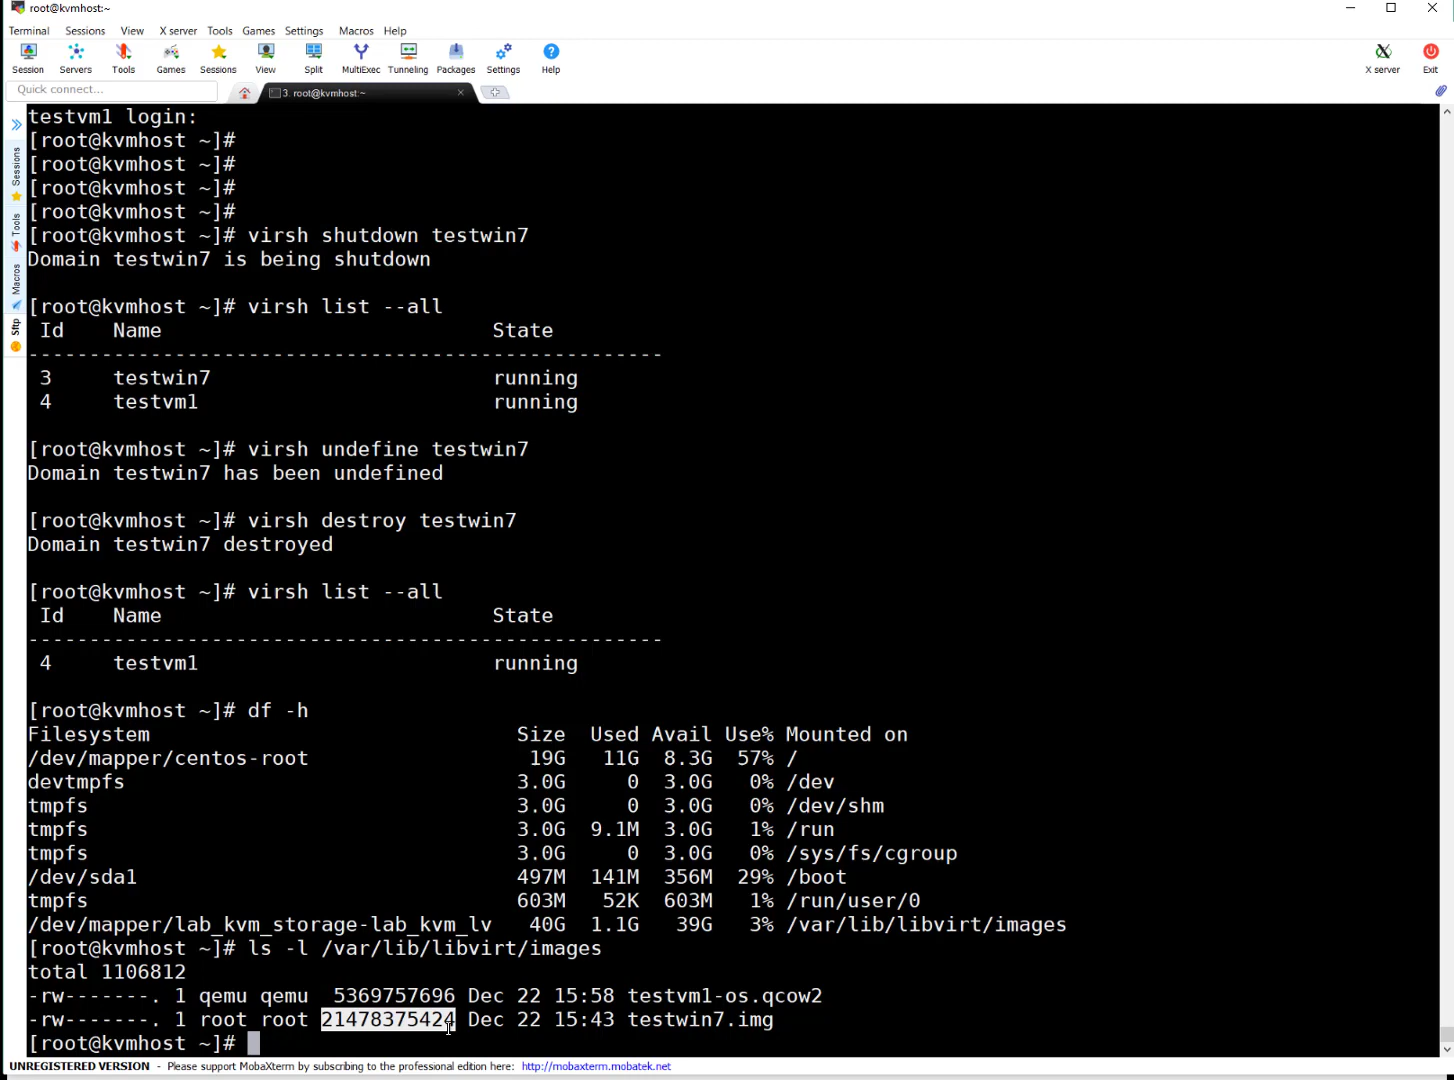 root@kvmhost:~
Terminal Sessions View X server Tools Games Settings Macros Help
Session Servers Tools Games Sessions View Split MultiExec Tunneling Packages Settings Help X server Exit
Quick connect... 3. root@kvmhost:~
Sessions
Tools
Macros
Sftp
testvm1 login:
[root@kvmhost ~]#
[root@kvmhost ~]#
[root@kvmhost ~]#
[root@kvmhost ~]#
[root@kvmhost ~]# virsh shutdown testwin7
Domain testwin7 is being shutdown
[root@kvmhost ~]# virsh list --all
Id Name State
----------------------------------------------------
3 testwin7 running
4 testvm1 running
[root@kvmhost ~]# virsh undefine testwin7
Domain testwin7 has been undefined
[root@kvmhost ~]# virsh destroy testwin7
Domain testwin7 destroyed
[root@kvmhost ~]# virsh list --all
Id Name State
----------------------------------------------------
4 testvm1 running
[root@kvmhost ~]# df -h
Filesystem Size Used Avail Use% Mounted on
/dev/mapper/centos-root 19G 11G 8.3G 57% /
devtmpfs 3.0G 0 3.0G 0% /dev
tmpfs 3.0G 0 3.0G 0% /dev/shm
tmpfs 3.0G 9.1M 3.0G 1% /run
tmpfs 3.0G 0 3.0G 0% /sys/fs/cgroup
/dev/sda1 497M 141M 356M 29% /boot
tmpfs 603M 52K 603M 1% /run/user/0
/dev/mapper/lab_kvm_storage-lab_kvm_lv 40G 1.1G 39G 3% /var/lib/libvirt/images
[root@kvmhost ~]# ls -l /var/lib/libvirt/images
total 1106812
-rw-------. 1 qemu qemu 5369757696 Dec 22 15:58 testvm1-os.qcow2
-rw-------. 1 root root 21478375424 Dec 22 15:43 testwin7.img
[root@kvmhost ~]#
UNREGISTERED VERSION - Please support MobaXterm by subscribing to the professional edition here: http://mobaxterm.mobatek.net